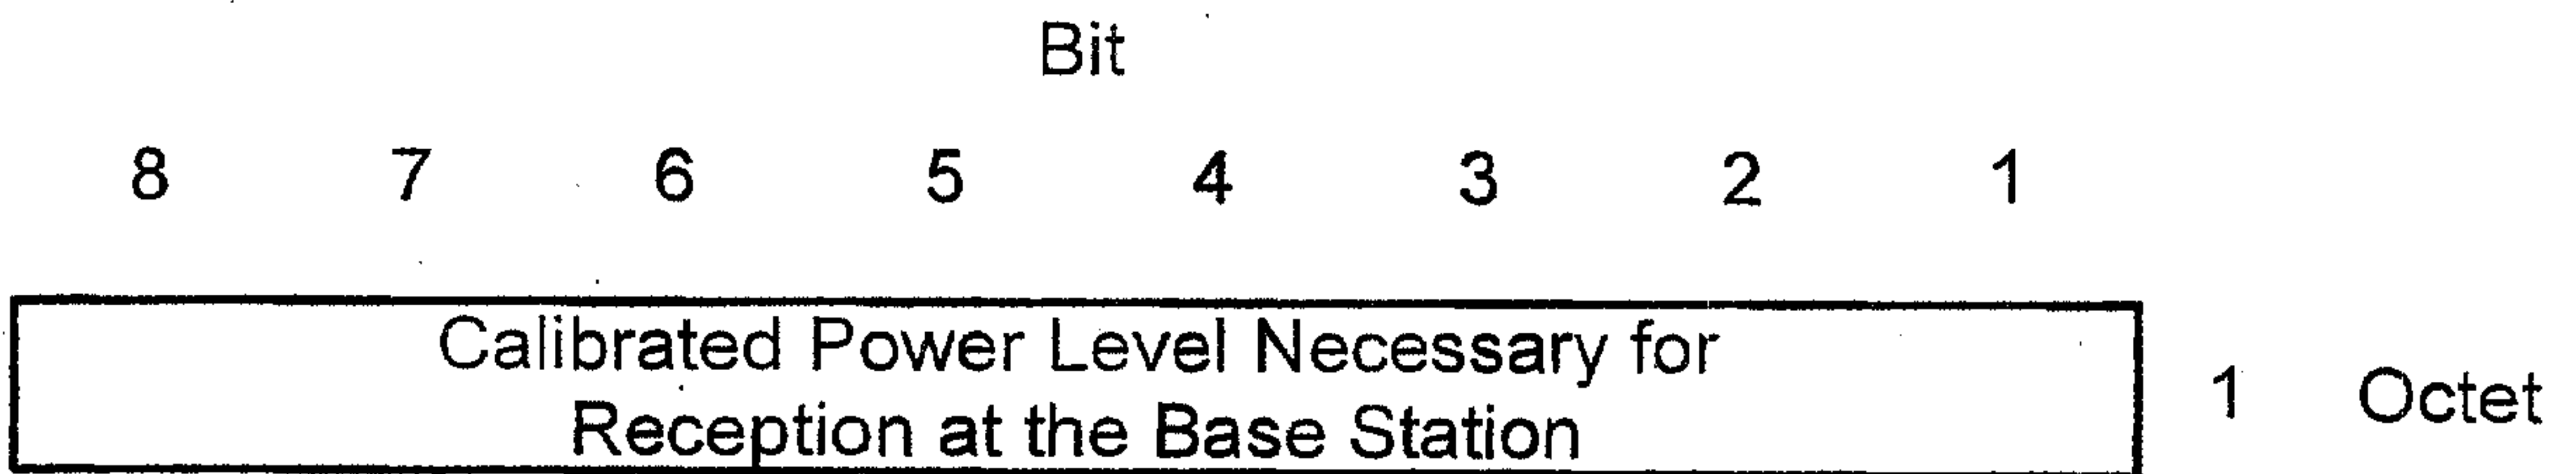 Bit
8 7 6 5 4 3 2 1
Calibrated Power Level Necessary for
Reception at the Base Station
1 Octet